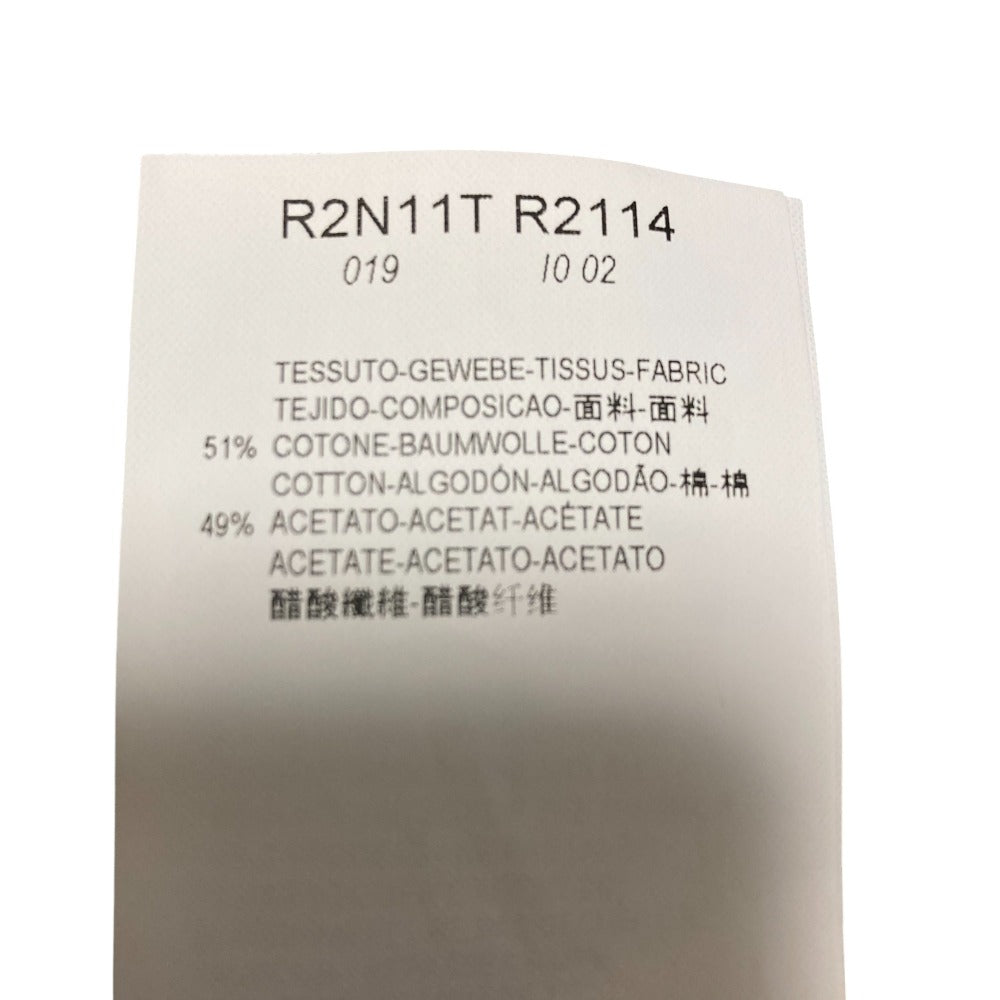 R2N11T R2114
019 I0 02
TESSUTO-GEWEBE-TISSUS-FABRIC
TEJIDO-COMPOSICAO-面料-面料
51% COTONE-BAUMWOLLE-COTON
COTTON-ALGODÓN-ALGODÃO-棉-棉
49% ACETATO-ACETAT-ACÉTATE
ACETATE-ACETATO-ACETATO
醋酸纖維-醋酸纤维